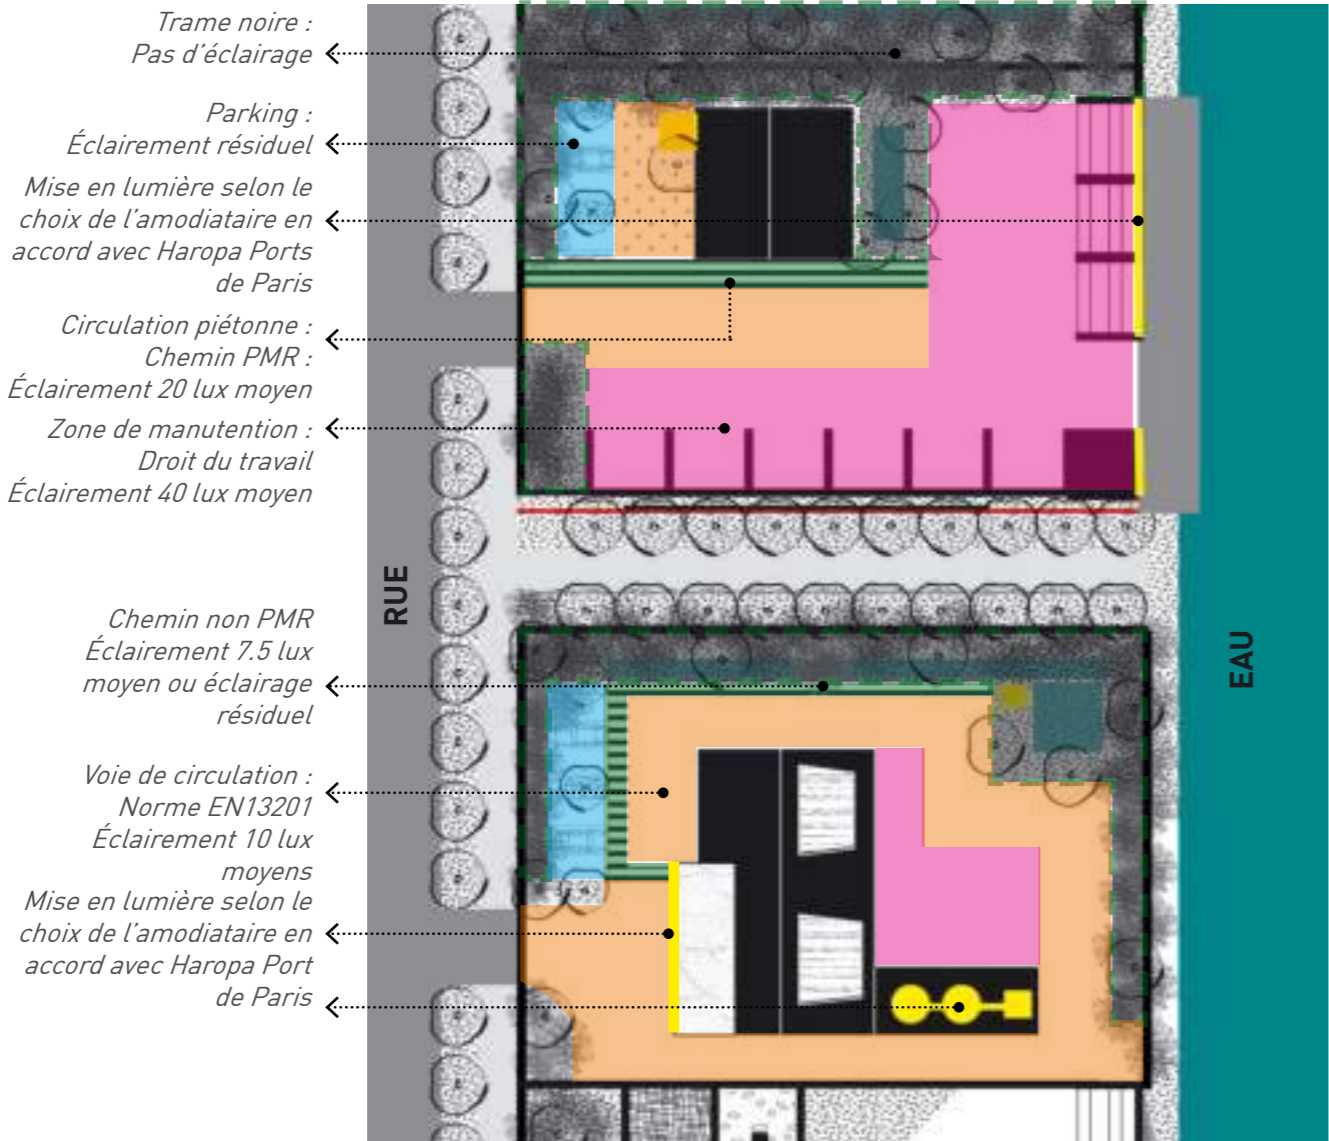 Trame noire :
Pas d’éclairage
Parking :
Éclairement résiduel
Mise en lumière selon le
choix de l’amodiataire en
accord avec Haropa Ports
de Paris
Circulation piétonne :
Chemin PMR :
Éclairement 20 lux moyen
Zone de manutention :
Droit du travail
Éclairement 40 lux moyen
Chemin non PMR
Éclairement 7.5 lux
moyen ou éclairage
résiduel
Voie de circulation :
Norme EN13201
Éclairement 10 lux
moyens
Mise en lumière selon le
choix de l’amodiataire en
accord avec Haropa Port
de Paris
RUE
EAU